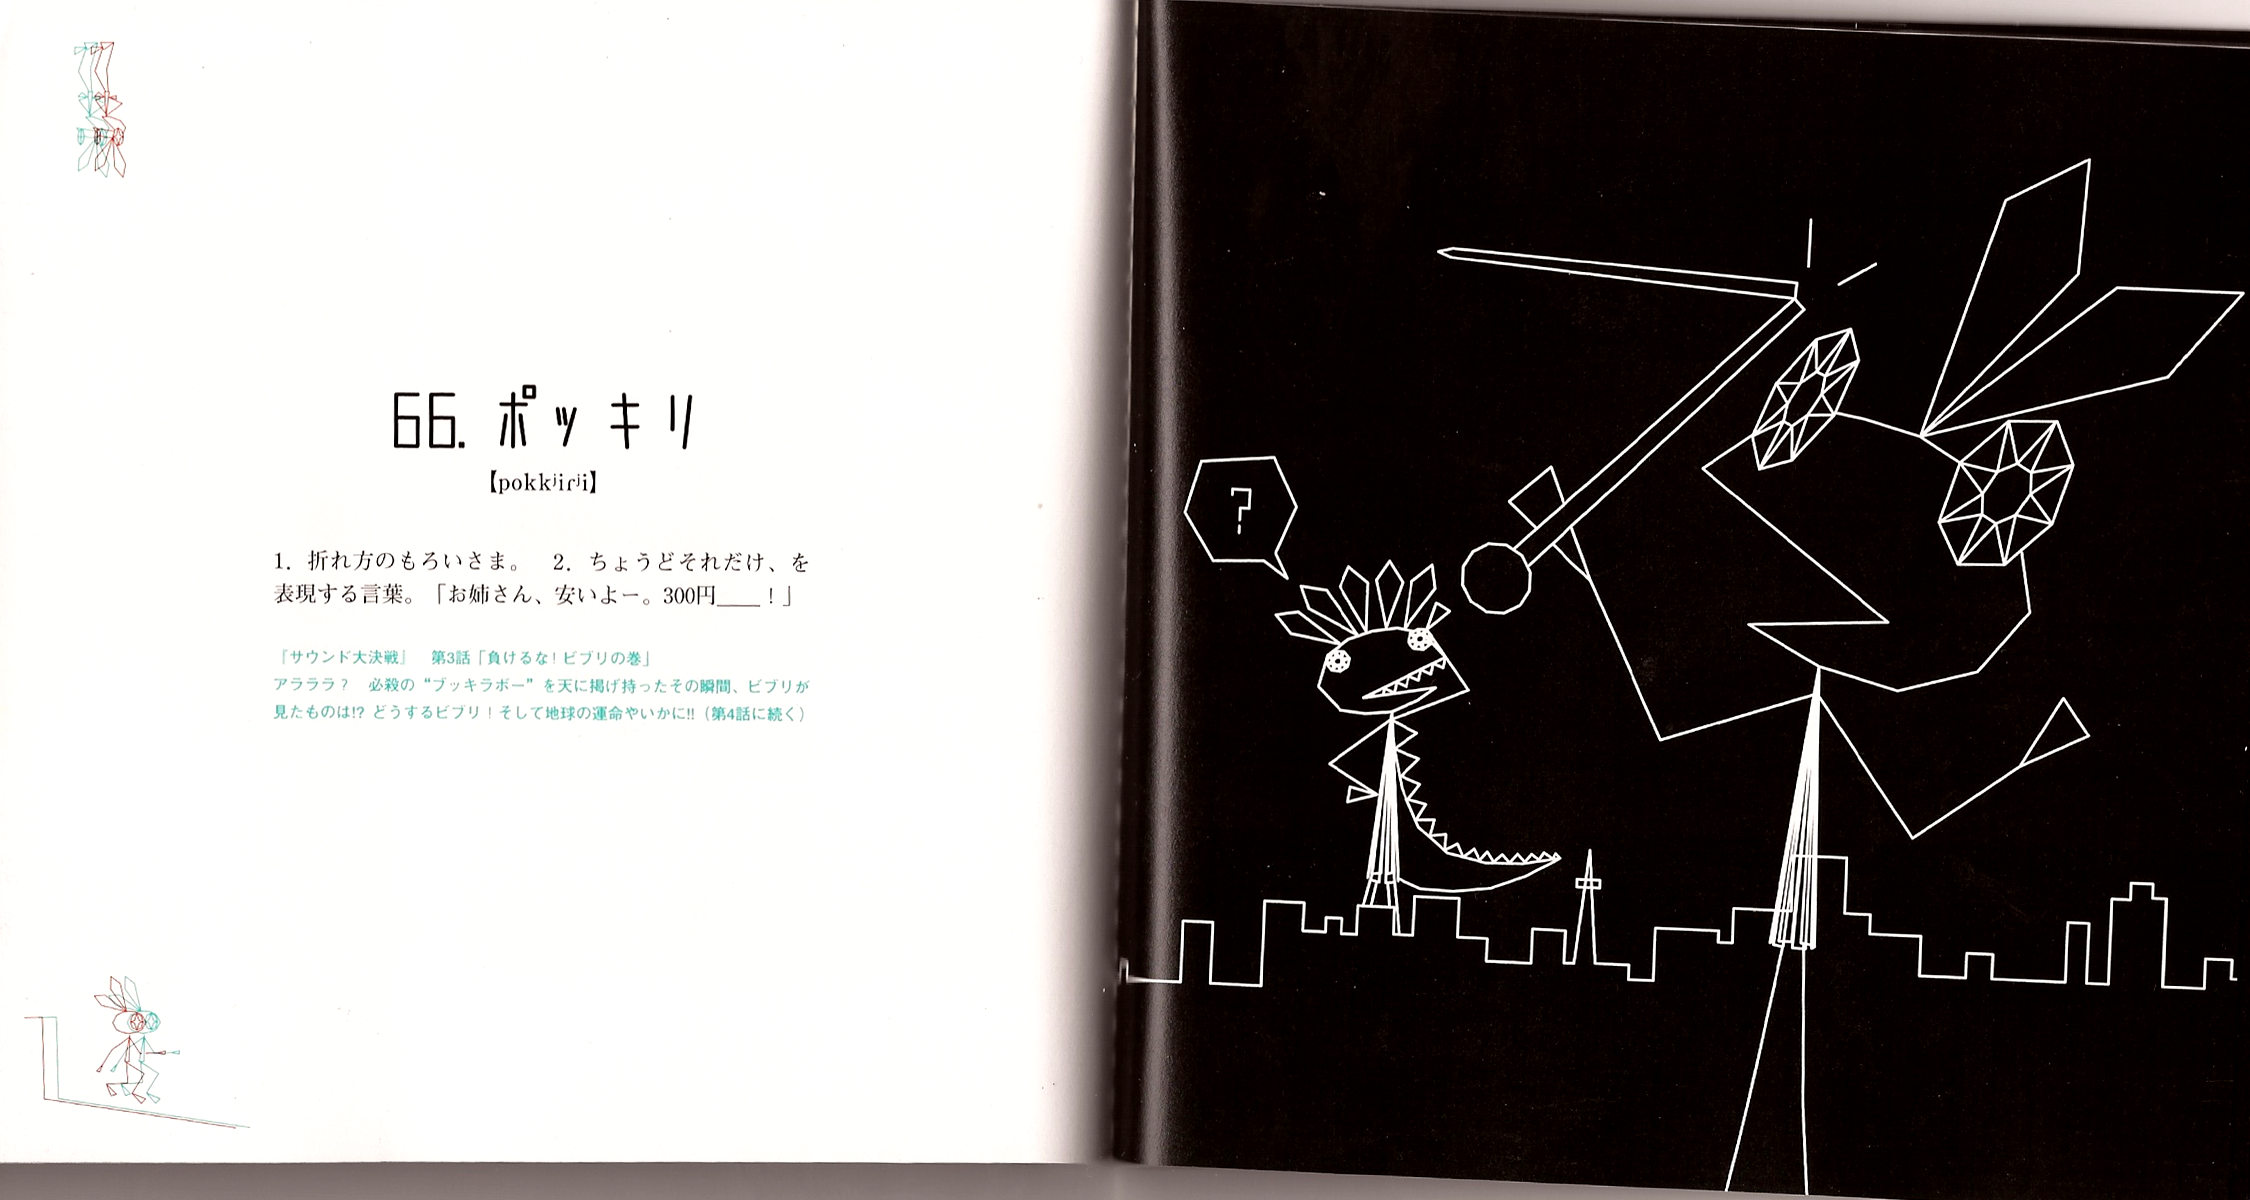 66. ポッキリ
【pokkʲirʲi】
1．折れ方のもろいさま。　2．ちょうどそれだけ、を
表現する言葉。「お姉さん、安いよー。300円＿＿！」
『サウンド大決戦』　第3話「負けるな！ビブリの巻」
アラララ？　必殺の“ブッキラボー”を天に掲げ持ったその瞬間、ビブリが
見たものは!? どうするビブリ！そして地球の運命やいかに!!（第4話に続く）
?